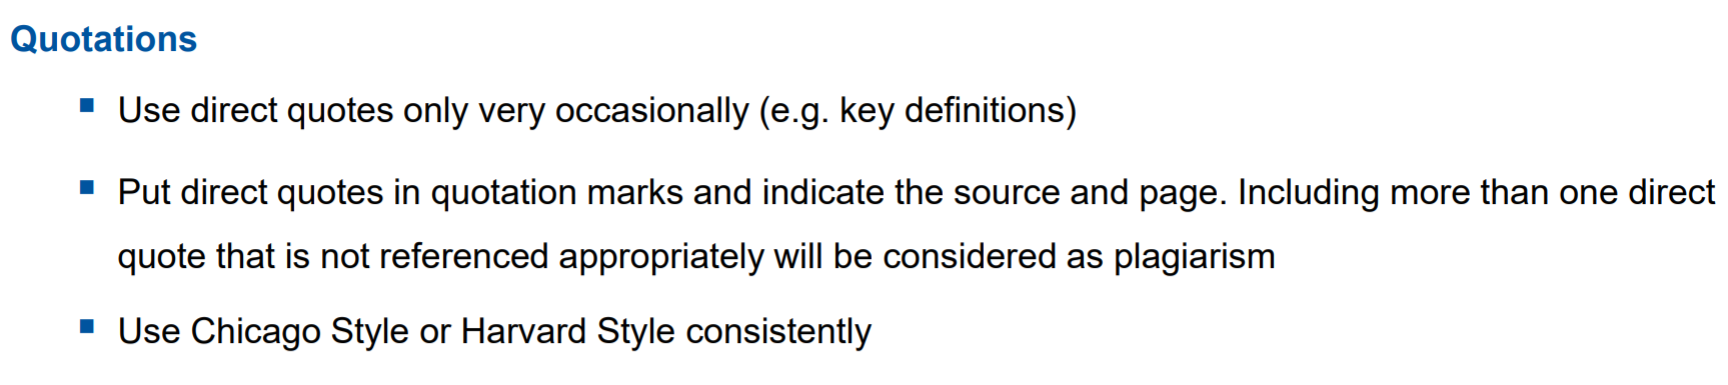 Quotations
■ Use direct quotes only very occasionally (e.g. key definitions)
■ Put direct quotes in quotation marks and indicate the source and page. Including more than one direct
quote that is not referenced appropriately will be considered as plagiarism
■ Use Chicago Style or Harvard Style consistently